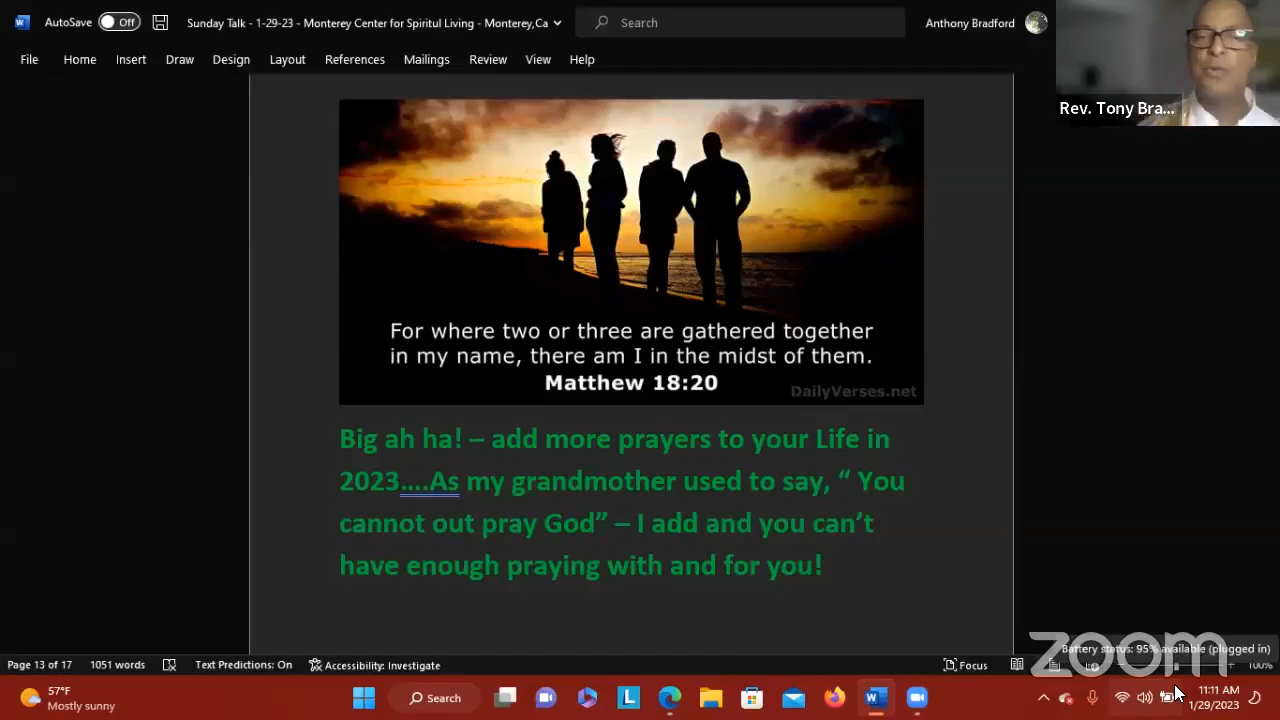 AutoSave Off Sunday Talk - 1-29-23 - Monterey Center for Spiritul Living - Monterey,Ca Search Anthony Bradford
File Home Insert Draw Design Layout References Mailings Review View Help
Rev. Tony Bra...
For where two or three are gathered together
in my name, there am I in the midst of them.
Matthew 18:20
DailyVerses.net
Big ah ha! – add more prayers to your Life in
2023....As my grandmother used to say, “ You
cannot out pray God” – I add and you can’t
have enough praying with and for you!
zoom
Battery status: 95% available (plugged in)
Page 13 of 17 1051 words Text Predictions: On Accessibility: Investigate Focus 100%
57°F
Mostly sunny
Search
11:11 AM
1/29/2023